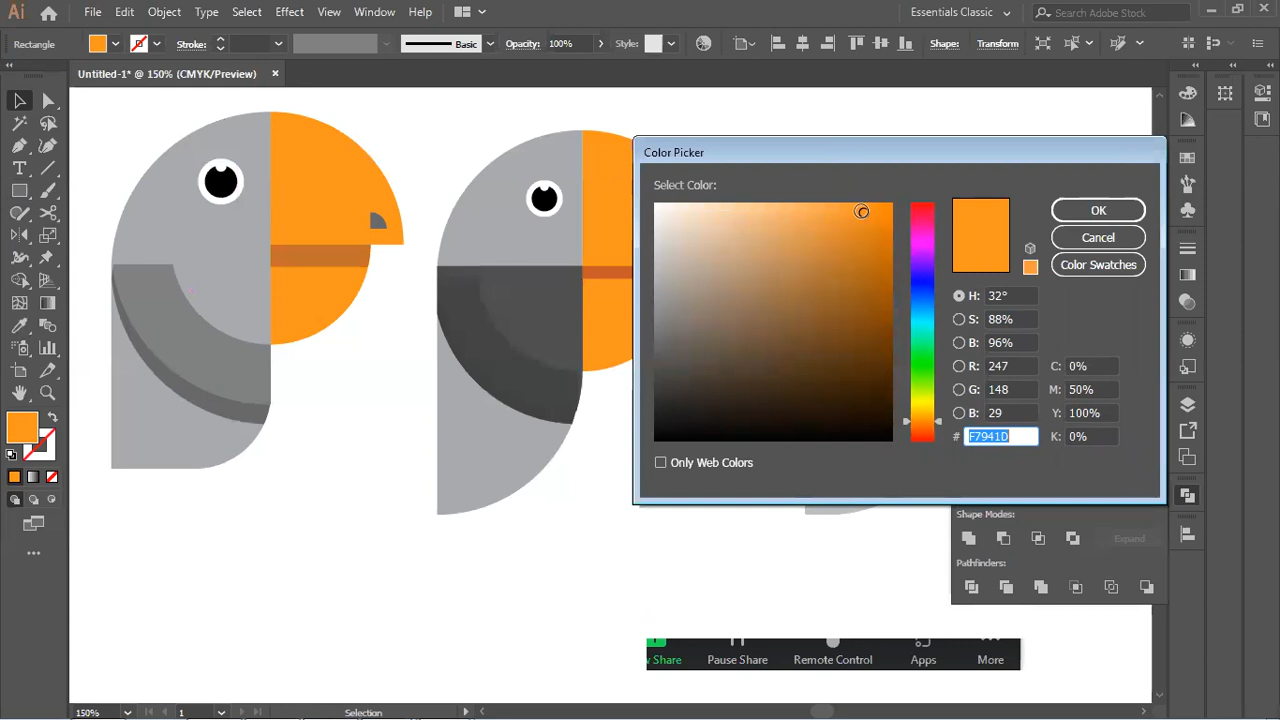 Ai File Edit Object Type Select Effect View Window Help Essentials Classic Search Adobe Stock
Rectangle Stroke: Basic Opacity: 100% Style: Shape: Transform
Untitled-1* @ 150% (CMYK/Preview)
Color Picker
Select Color:
OK
Cancel
Color Swatches
H: 32°
S: 88%
B: 96%
R: 247 C: 0%
G: 148 M: 50%
B: 29 Y: 100%
# F7941D K: 0%
Only Web Colors
Shape Modes:
Expand
Pathfinders:
Share Pause Share Remote Control Apps More
150% 1 Selection